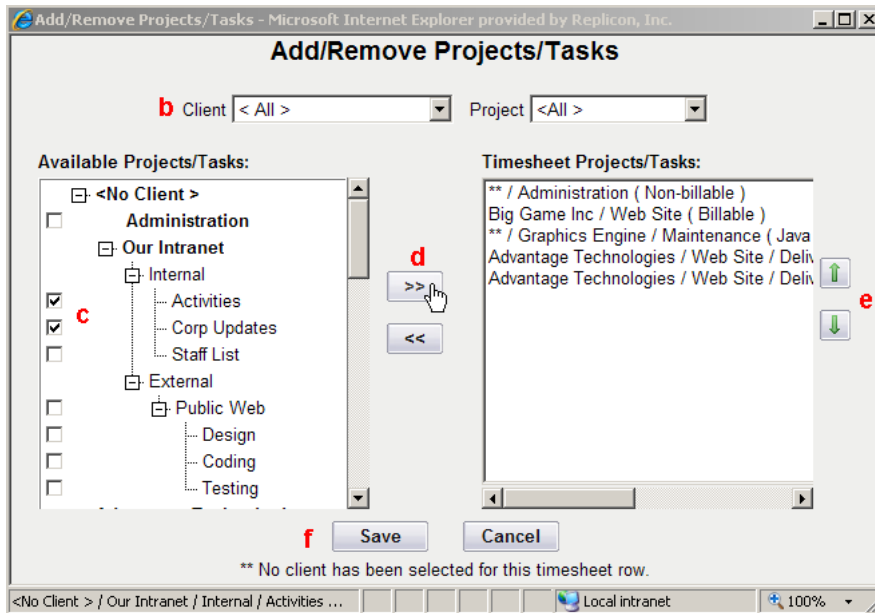 Add/Remove Projects/Tasks - Microsoft Internet Explorer provided by Replicon, Inc.
Add/Remove Projects/Tasks
b Client < All > Project <All >
Available Projects/Tasks: Timesheet Projects/Tasks:
<No Client >
Administration
Our Intranet
Internal
Activities
Corp Updates
Staff List
External
Public Web
Design
Coding
Testing
c
d
>>
<<
** / Administration ( Non-billable )
Big Game Inc / Web Site ( Billable )
** / Graphics Engine / Maintenance ( Java
Advantage Technologies / Web Site / Deliv
Advantage Technologies / Web Site / Deliv
e
f Save Cancel
** No client has been selected for this timesheet row.
<No Client > / Our Intranet / Internal / Activities ... Local intranet 100%